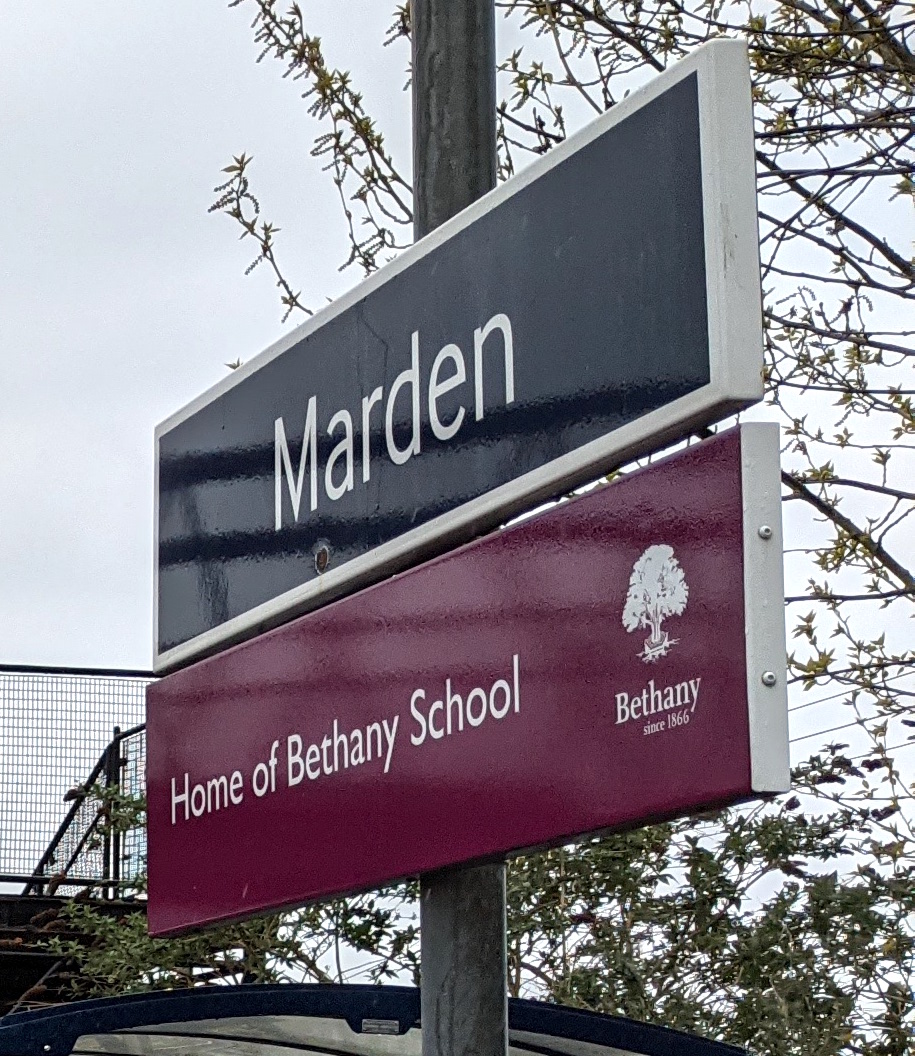 Marden
Home of Bethany School
Bethany
since 1866